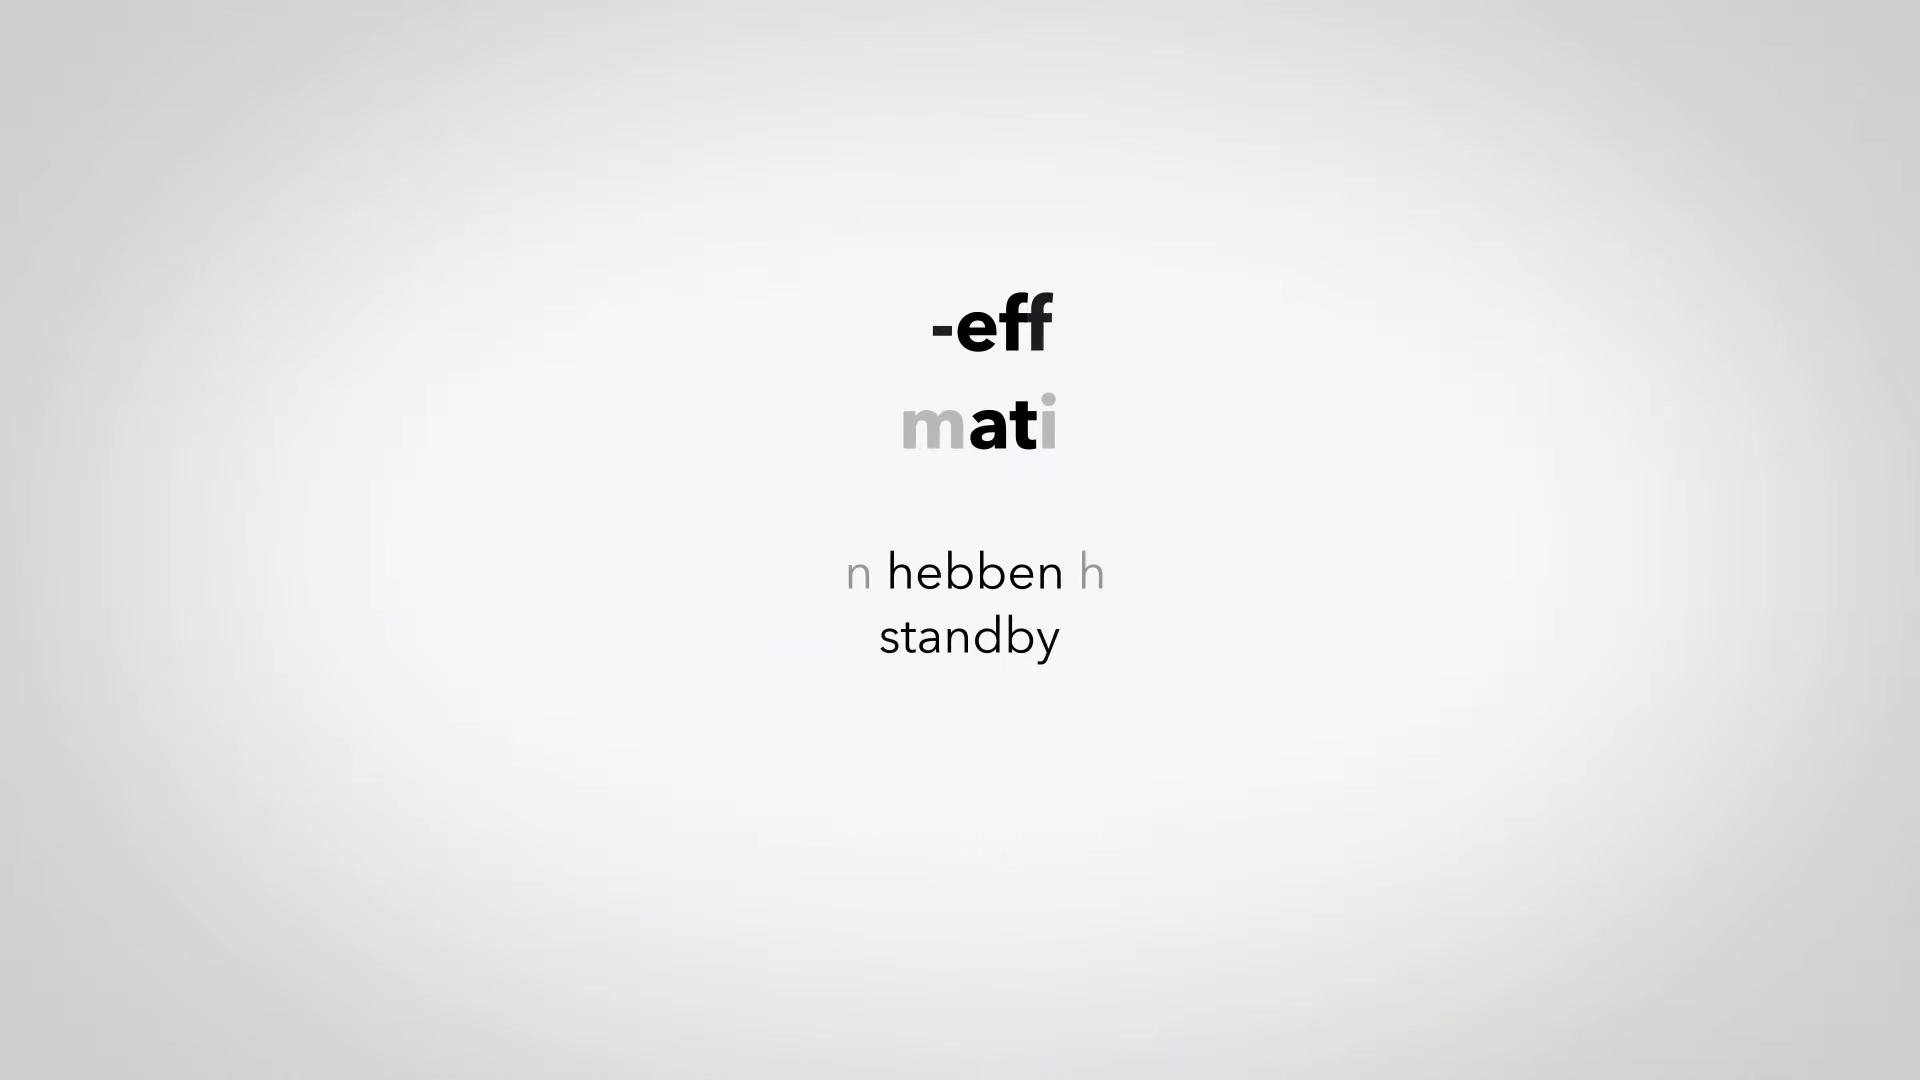 -eff
mati
n hebben h
standby